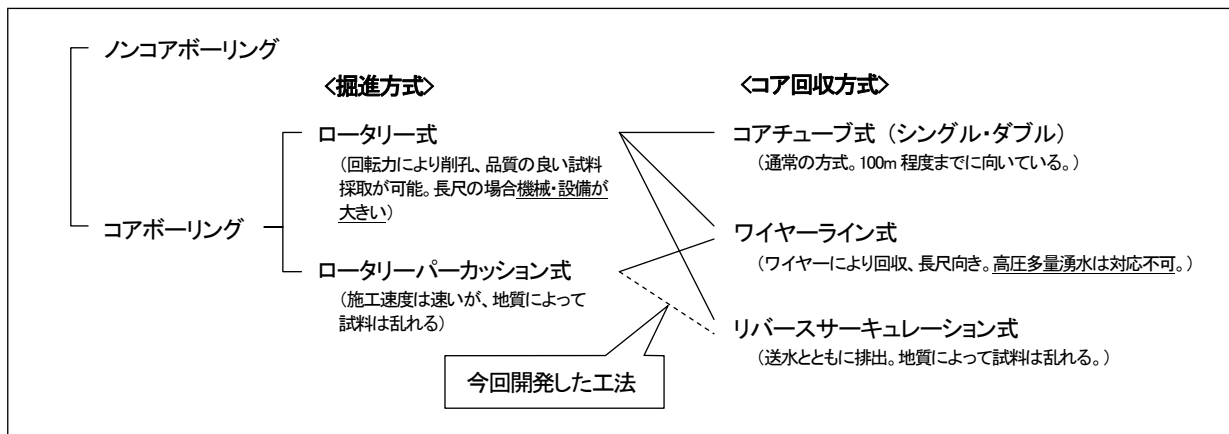 ノンコアボーリング
<掘進方式>
<コア回収方式>
ロータリー式
(回転力により削孔、品質の良い試料
採取が可能。長尺の場合機械・設備が
大きい)
コアチューブ式 (シングル・ダブル)
(通常の方式。100m 程度までに向いている。)
コアボーリング
ワイヤーライン式
(ワイヤーにより回収、長尺向き。高圧多量湧水は対応不可。)
ロータリーパーカッション式
(施工速度は速いが、地質によって
試料は乱れる)
リバースサーキュレーション式
(送水とともに排出。地質によって試料は乱れる。)
今回開発した工法